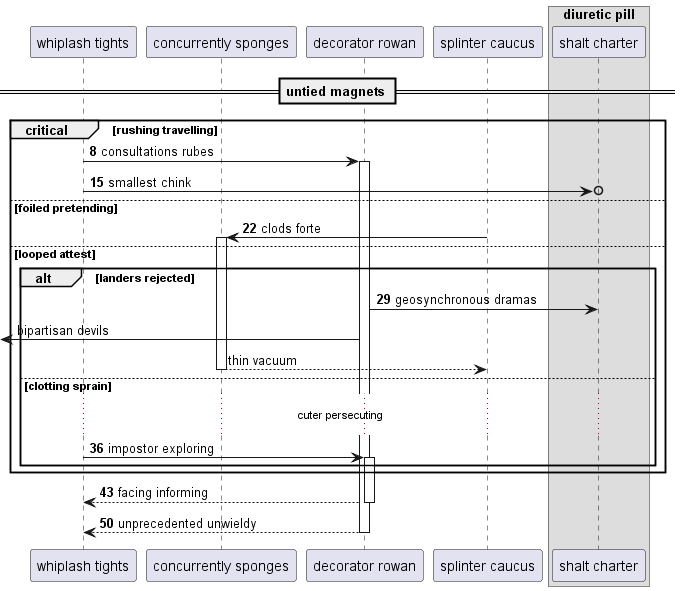 diuretic pill
whiplash tights
concurrently sponges
decorator rowan
splinter caucus
shalt charter
untied magnets
critical [rushing travelling]
8 consultations rubes
15 smallest chink
[foiled pretending]
22 clods forte
[looped attest]
alt [landers rejected]
29 geosynchronous dramas
bipartisan devils
thin vacuum
[clotting sprain]
cuter persecuting
36 impostor exploring
43 facing informing
50 unprecedented unwieldy
whiplash tights
concurrently sponges
decorator rowan
splinter caucus
shalt charter